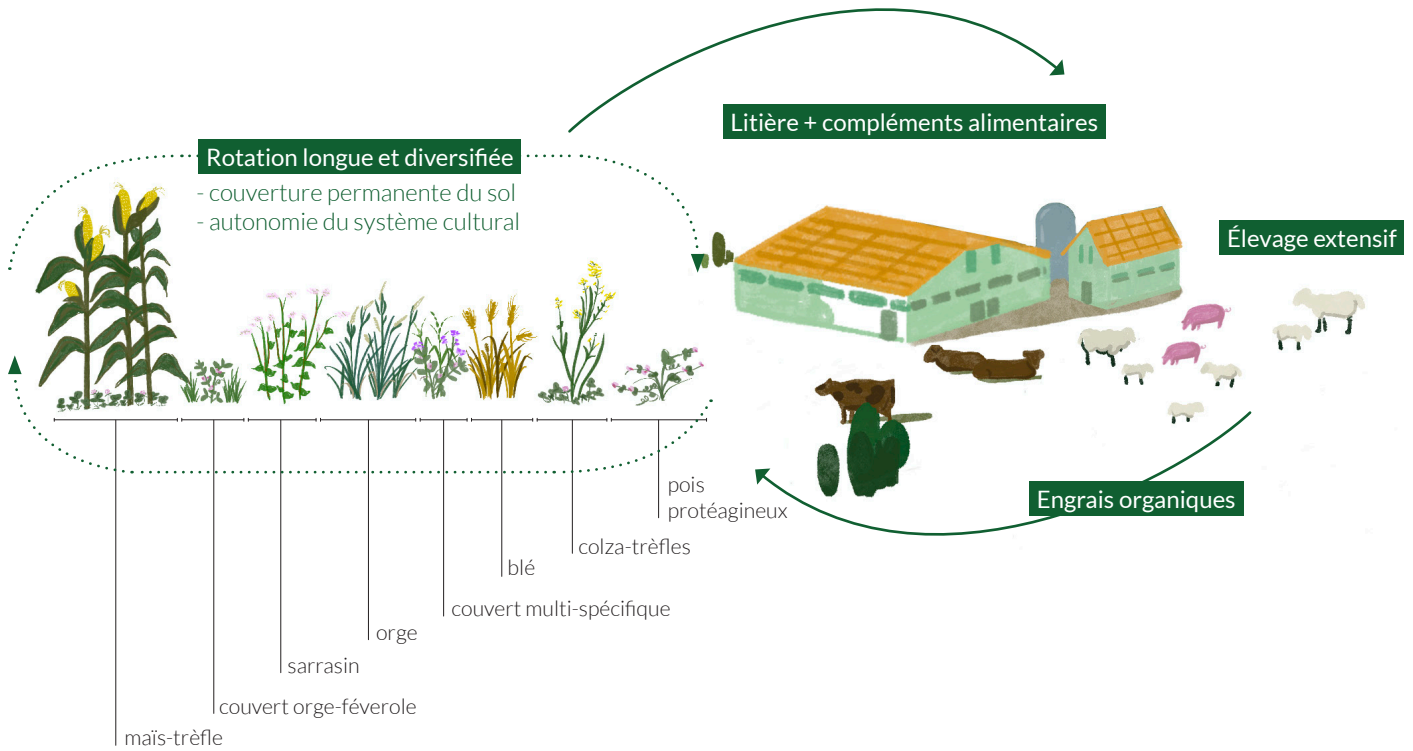 Litière + compléments alimentaires
Rotation longue et diversifiée
- couverture permanente du sol
- autonomie du système cultural
Élevage extensif
Engrais organiques
pois
protéagineux
colza-trèfles
blé
couvert multi-spécifique
orge
sarrasin
couvert orge-féverole
maïs-trèfle